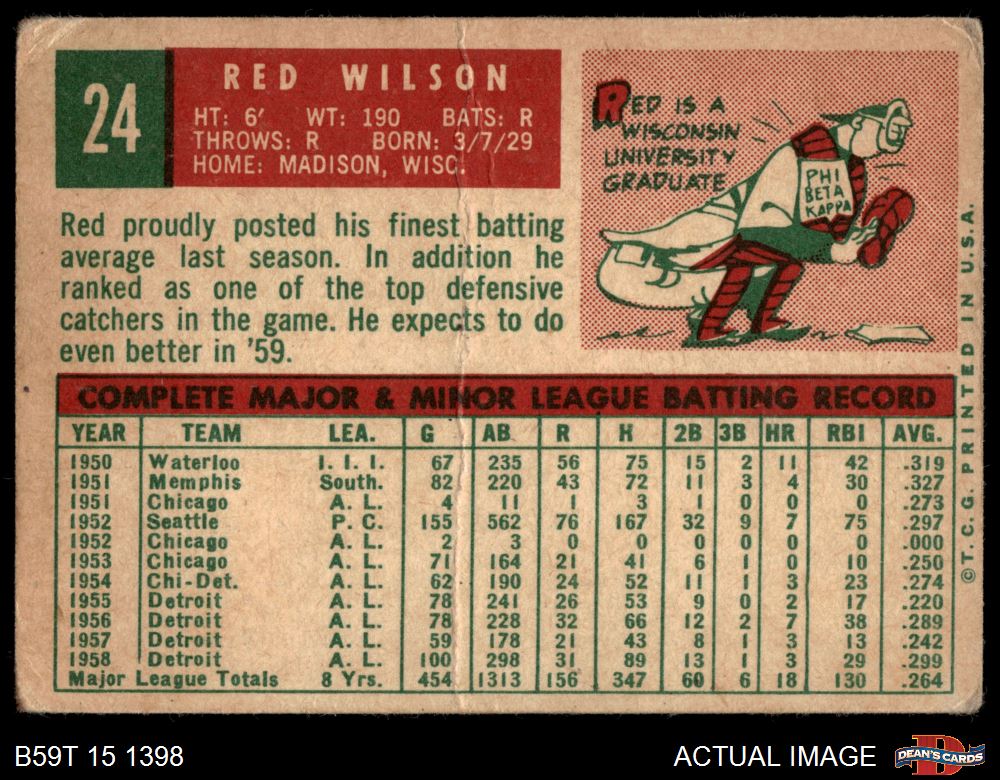 24
RED WILSON
HT: 6' WT: 190 BATS: R
THROWS: R BORN: 3/7/29
HOME: MADISON, WISC.
RED IS A
WISCONSIN
UNIVERSITY
GRADUATE
PHI
BETA
KAPPA
Red proudly posted his finest batting
average last season. In addition he
ranked as one of the top defensive
catchers in the game. He expects to do
even better in '59.
COMPLETE MAJOR & MINOR LEAGUE BATTING RECORD
YEAR TEAM LEA. G AB R H 2B 3B HR RBI AVG.
1950 Waterloo I. I. I. 67 235 56 75 15 2 11 42 .319
1951 Memphis South. 82 220 43 72 11 3 4 30 .327
1951 Chicago A. L. 4 11 1 3 1 0 0 0 .273
1952 Seattle P. C. 155 562 76 167 32 9 7 75 .297
1952 Chicago A. L. 2 3 0 0 0 0 0 0 .000
1953 Chicago A. L. 71 164 21 41 6 1 0 10 .250
1954 Chi-Det. A. L. 62 190 24 52 11 1 3 23 .274
1955 Detroit A. L. 78 241 26 53 9 0 2 17 .220
1956 Detroit A. L. 78 228 32 66 12 2 7 38 .289
1957 Detroit A. L. 59 178 21 43 8 1 3 13 .242
1958 Detroit A. L. 100 298 31 89 13 1 3 29 .299
Major League Totals 8 Yrs. 454 1313 156 347 60 6 18 130 .264
© T. C. G. PRINTED IN U.S.A.
B59T 15 1398
ACTUAL IMAGE
D
DEAN'S CARDS